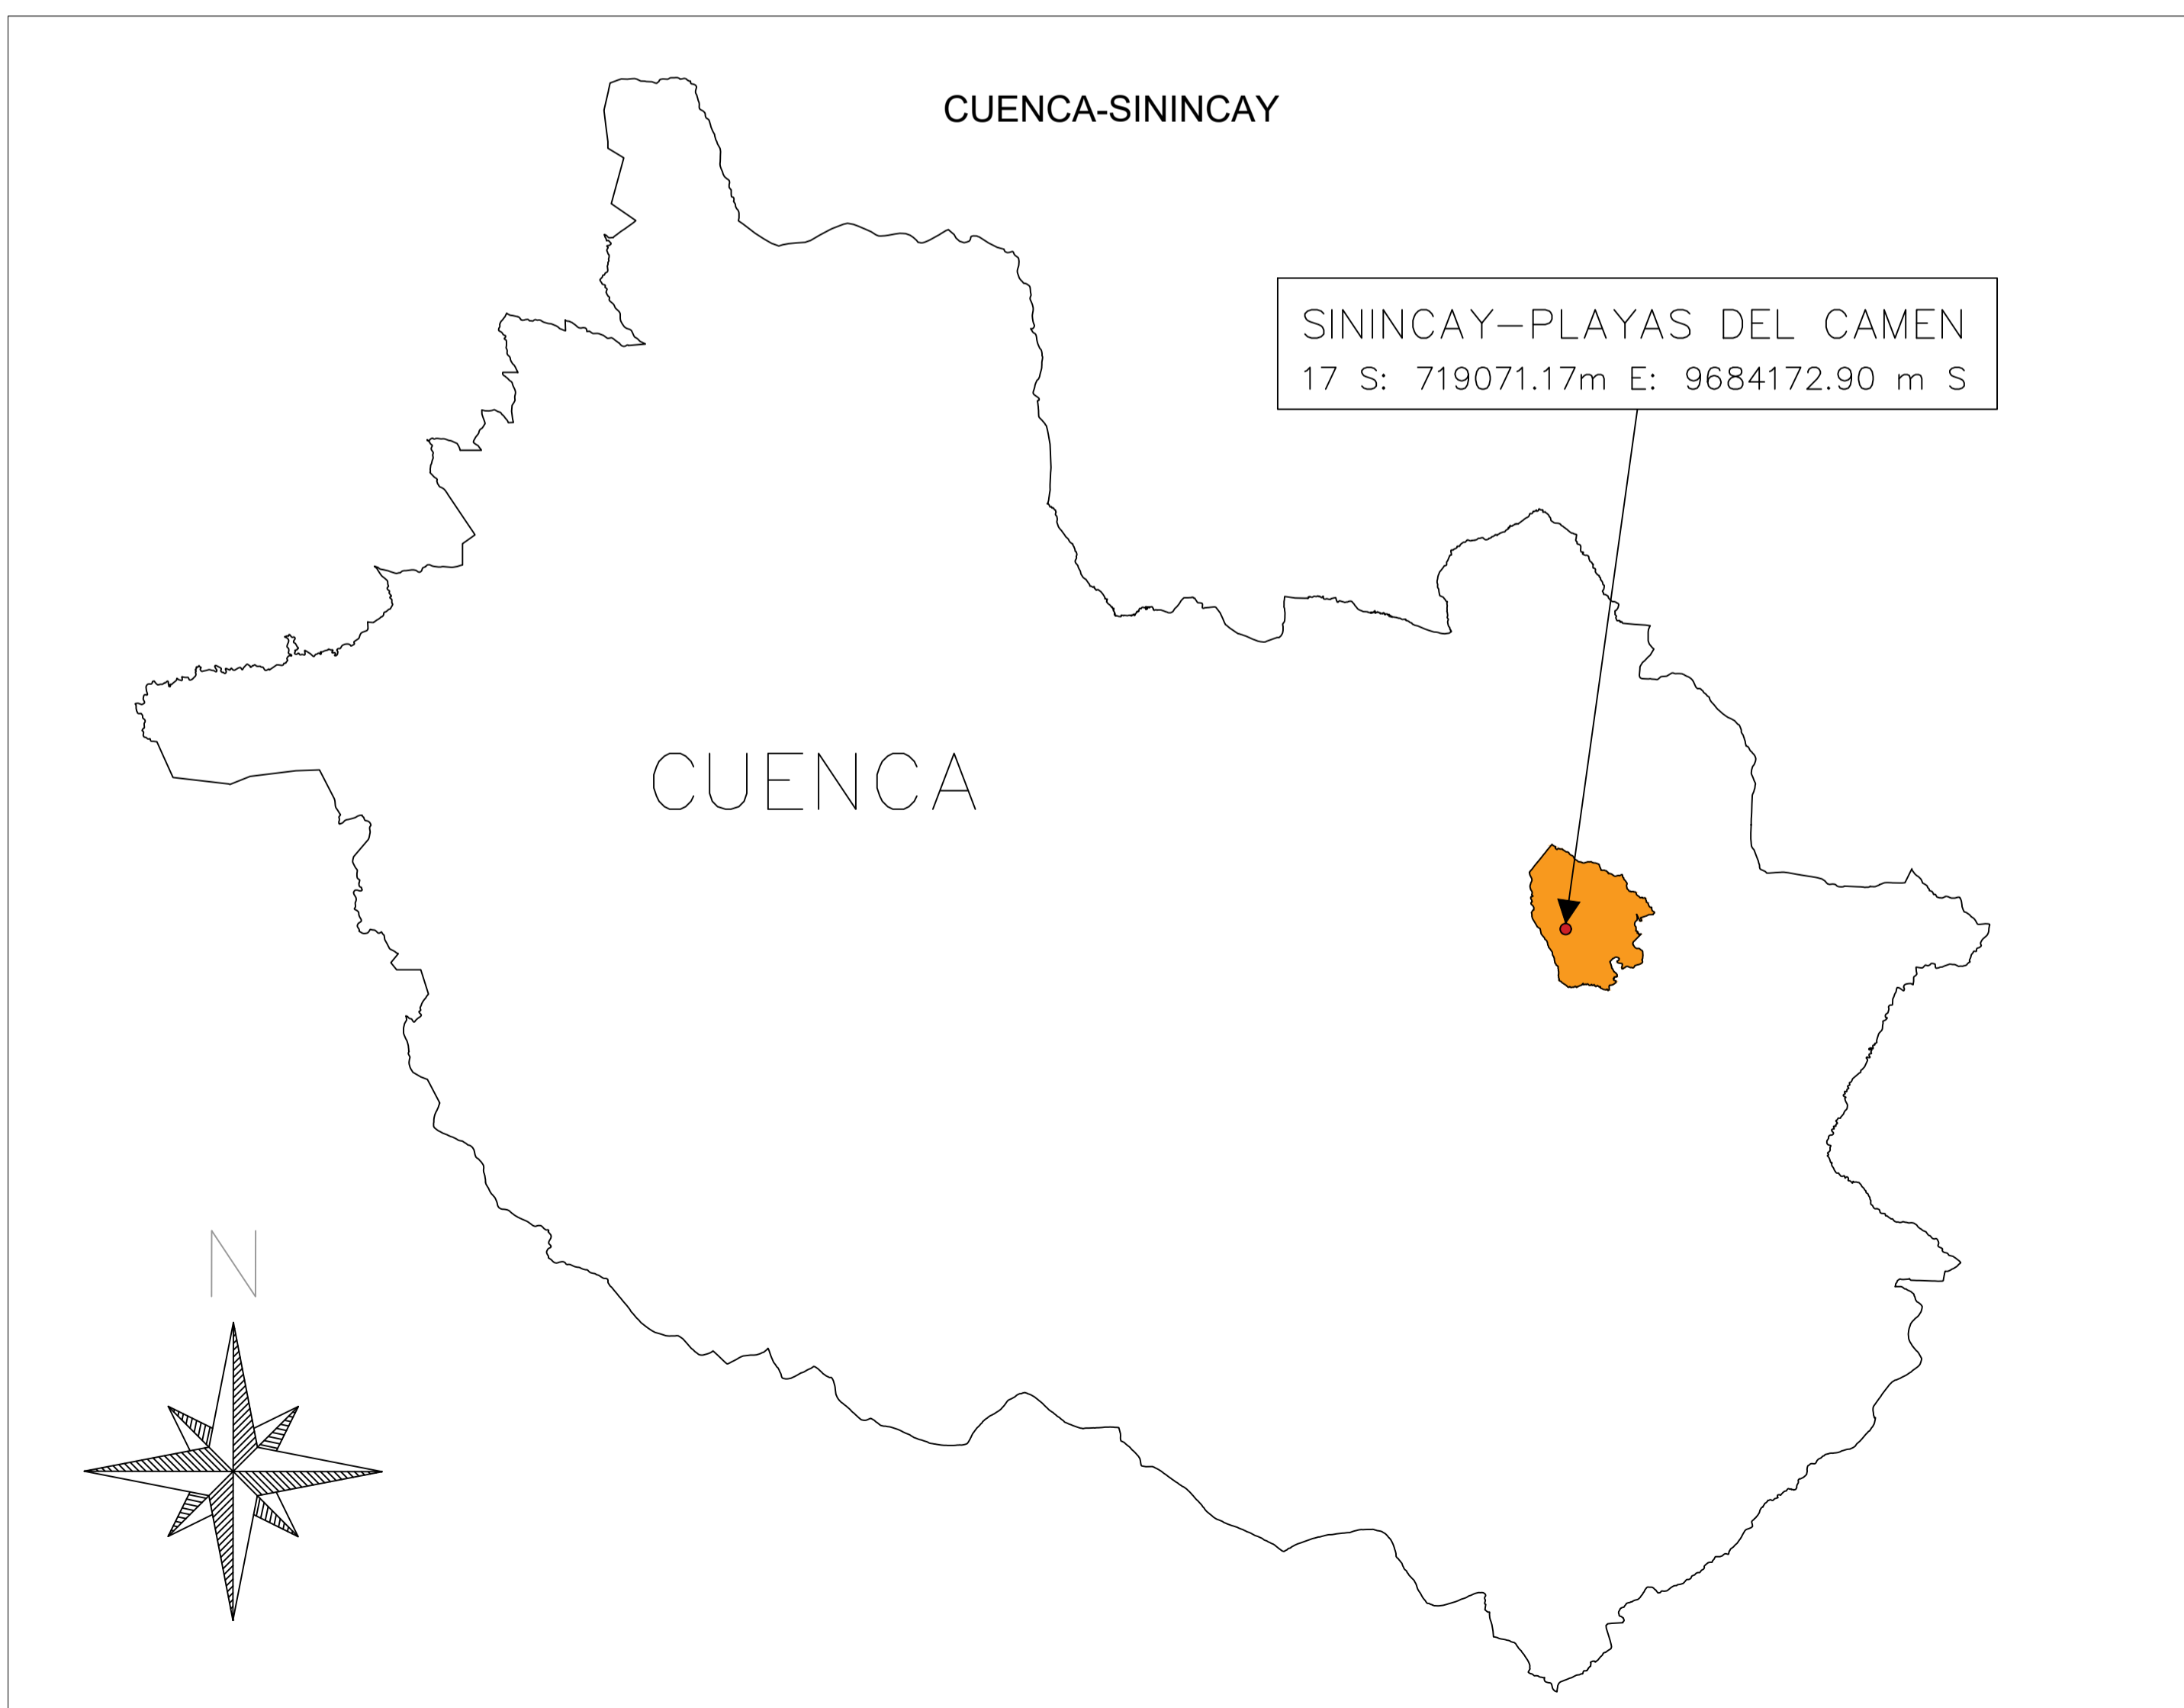 CUENCA-SININCAY
SININCAY-PLAYAS DEL CAMEN
17 S: 719071.17m E: 9684172.90 m S
CUENCA
N